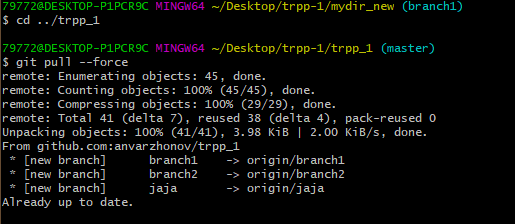 79772@DESKTOP-P1PCR9C MINGW64 ~/Desktop/trpp-1/mydir_new (branch1)
$ cd ../trpp_1
79772@DESKTOP-P1PCR9C MINGW64 ~/Desktop/trpp-1/trpp_1 (master)
$ git pull --force
remote: Enumerating objects: 45, done.
remote: Counting objects: 100% (45/45), done.
remote: Compressing objects: 100% (29/29), done.
remote: Total 41 (delta 7), reused 38 (delta 4), pack-reused 0
Unpacking objects: 100% (41/41), 3.98 KiB | 2.00 KiB/s, done.
From github.com:anvarzhonov/trpp_1
 * [new branch]      branch1    -> origin/branch1
 * [new branch]      branch2    -> origin/branch2
 * [new branch]      jaja       -> origin/jaja
Already up to date.